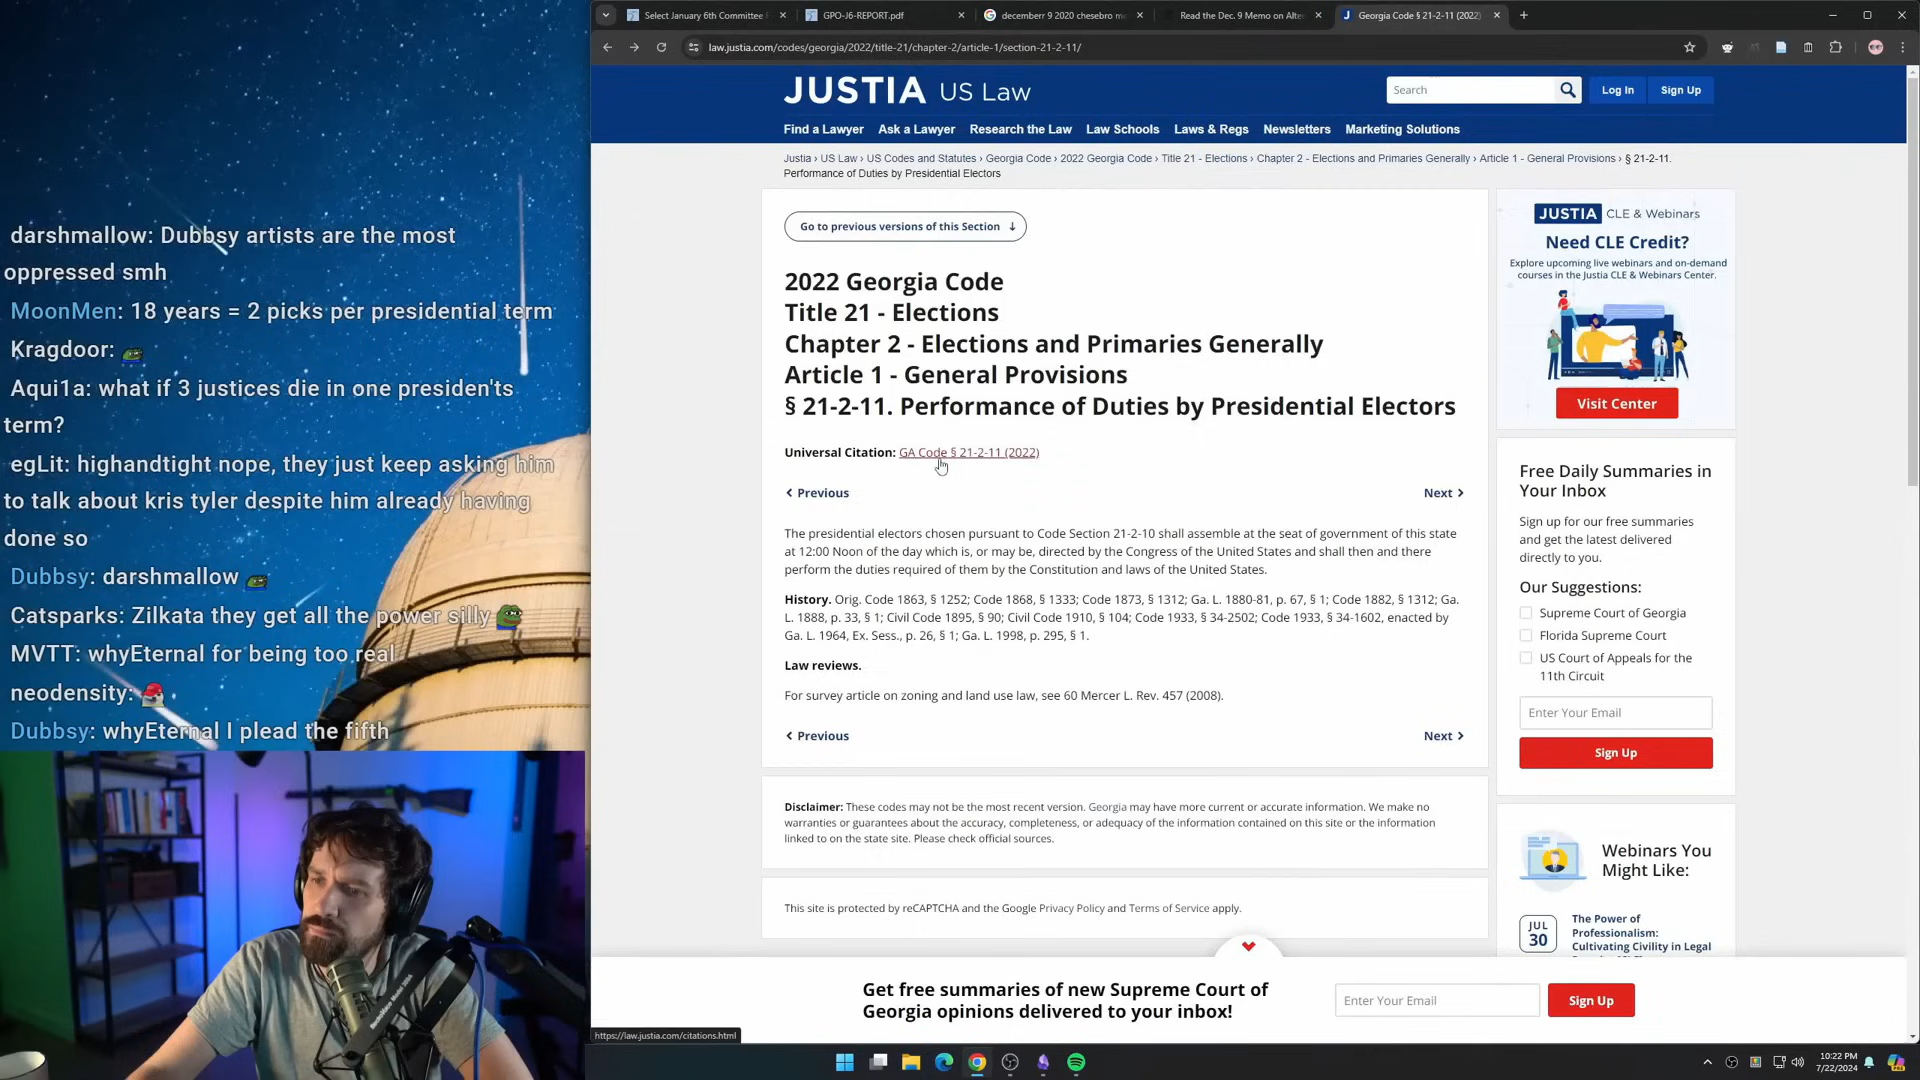 darshmallow: Dubbsy artists are the most
oppressed smh
MoonMen: 18 years = 2 picks per presidential term
Kragdoor:
Aqui1a: what if 3 justices die in one presiden'ts
term?
egLit: highandtight nope, they just keep asking him
to talk about kris tyler despite him already having
done so
Dubbsy: darshmallow
Catsparks: Zilkata they get all the power silly
MVTT: whyEternal for being too real
neodensity:
Dubbsy: whyEternal I plead the fifth
Select January 6th Committee
GPO-J6-REPORT.pdf
decemberr 9 2020 chesebro me
Read the Dec. 9 Memo on Alte
Georgia Code § 21-2-11 (2022)
law.justia.com/codes/georgia/2022/title-21/chapter-2/article-1/section-21-2-11/
JUSTIA US Law
Search
Log In
Sign Up
Find a Lawyer Ask a Lawyer Research the Law Law Schools Laws & Regs Newsletters Marketing Solutions
Justia › US Law › US Codes and Statutes › Georgia Code › 2022 Georgia Code › Title 21 - Elections › Chapter 2 - Elections and Primaries Generally › Article 1 - General Provisions › § 21-2-11.
Performance of Duties by Presidential Electors
Go to previous versions of this Section
2022 Georgia Code
Title 21 - Elections
Chapter 2 - Elections and Primaries Generally
Article 1 - General Provisions
§ 21-2-11. Performance of Duties by Presidential Electors
Universal Citation: GA Code § 21-2-11 (2022)
Previous
Next
The presidential electors chosen pursuant to Code Section 21-2-10 shall assemble at the seat of government of this state
at 12:00 Noon of the day which is, or may be, directed by the Congress of the United States and shall then and there
perform the duties required of them by the Constitution and laws of the United States.
History. Orig. Code 1863, § 1252; Code 1868, § 1333; Code 1873, § 1312; Ga. L. 1880-81, p. 67, § 1; Code 1882, § 1312; Ga.
L. 1888, p. 33, § 1; Civil Code 1895, § 90; Civil Code 1910, § 104; Code 1933, § 34-2502; Code 1933, § 34-1602, enacted by
Ga. L. 1964, Ex. Sess., p. 26, § 1; Ga. L. 1998, p. 295, § 1.
Law reviews.
For survey article on zoning and land use law, see 60 Mercer L. Rev. 457 (2008).
Previous
Next
Disclaimer: These codes may not be the most recent version. Georgia may have more current or accurate information. We make no
warranties or guarantees about the accuracy, completeness, or adequacy of the information contained on this site or the information
linked to on the state site. Please check official sources.
This site is protected by reCAPTCHA and the Google Privacy Policy and Terms of Service apply.
JUSTIA CLE & Webinars
Need CLE Credit?
Explore upcoming live webinars and on-demand
courses in the Justia CLE & Webinars Center.
Visit Center
Free Daily Summaries in
Your Inbox
Sign up for our free summaries
and get the latest delivered
directly to you.
Our Suggestions:
Supreme Court of Georgia
Florida Supreme Court
US Court of Appeals for the
11th Circuit
Enter Your Email
Sign Up
Webinars You
Might Like:
JUL
30
The Power of
Professionalism:
Cultivating Civility in Legal
Get free summaries of new Supreme Court of
Georgia opinions delivered to your inbox!
Enter Your Email
Sign Up
https://law.justia.com/citations.html
10:22 PM
7/22/2024